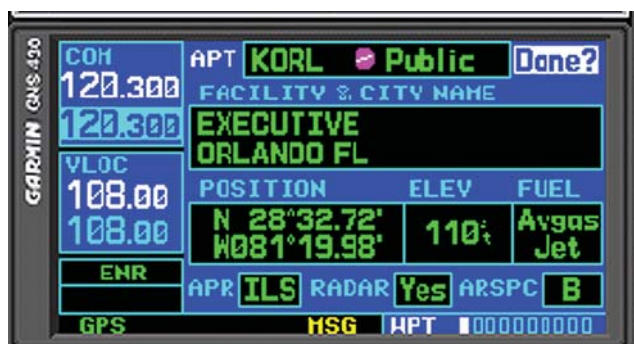 GARMIN GNS 430
COM
120.300
120.300
VLOC
108.00
108.00
ENR
GPS
MSG
APT KORL Public Done?
FACILITY & CITY NAME
EXECUTIVE
ORLANDO FL
POSITION ELEV FUEL
N 28°32.72' 110ft Avgas
W081°19.98' Jet
APR ILS RADAR Yes ARSPC B
WPT